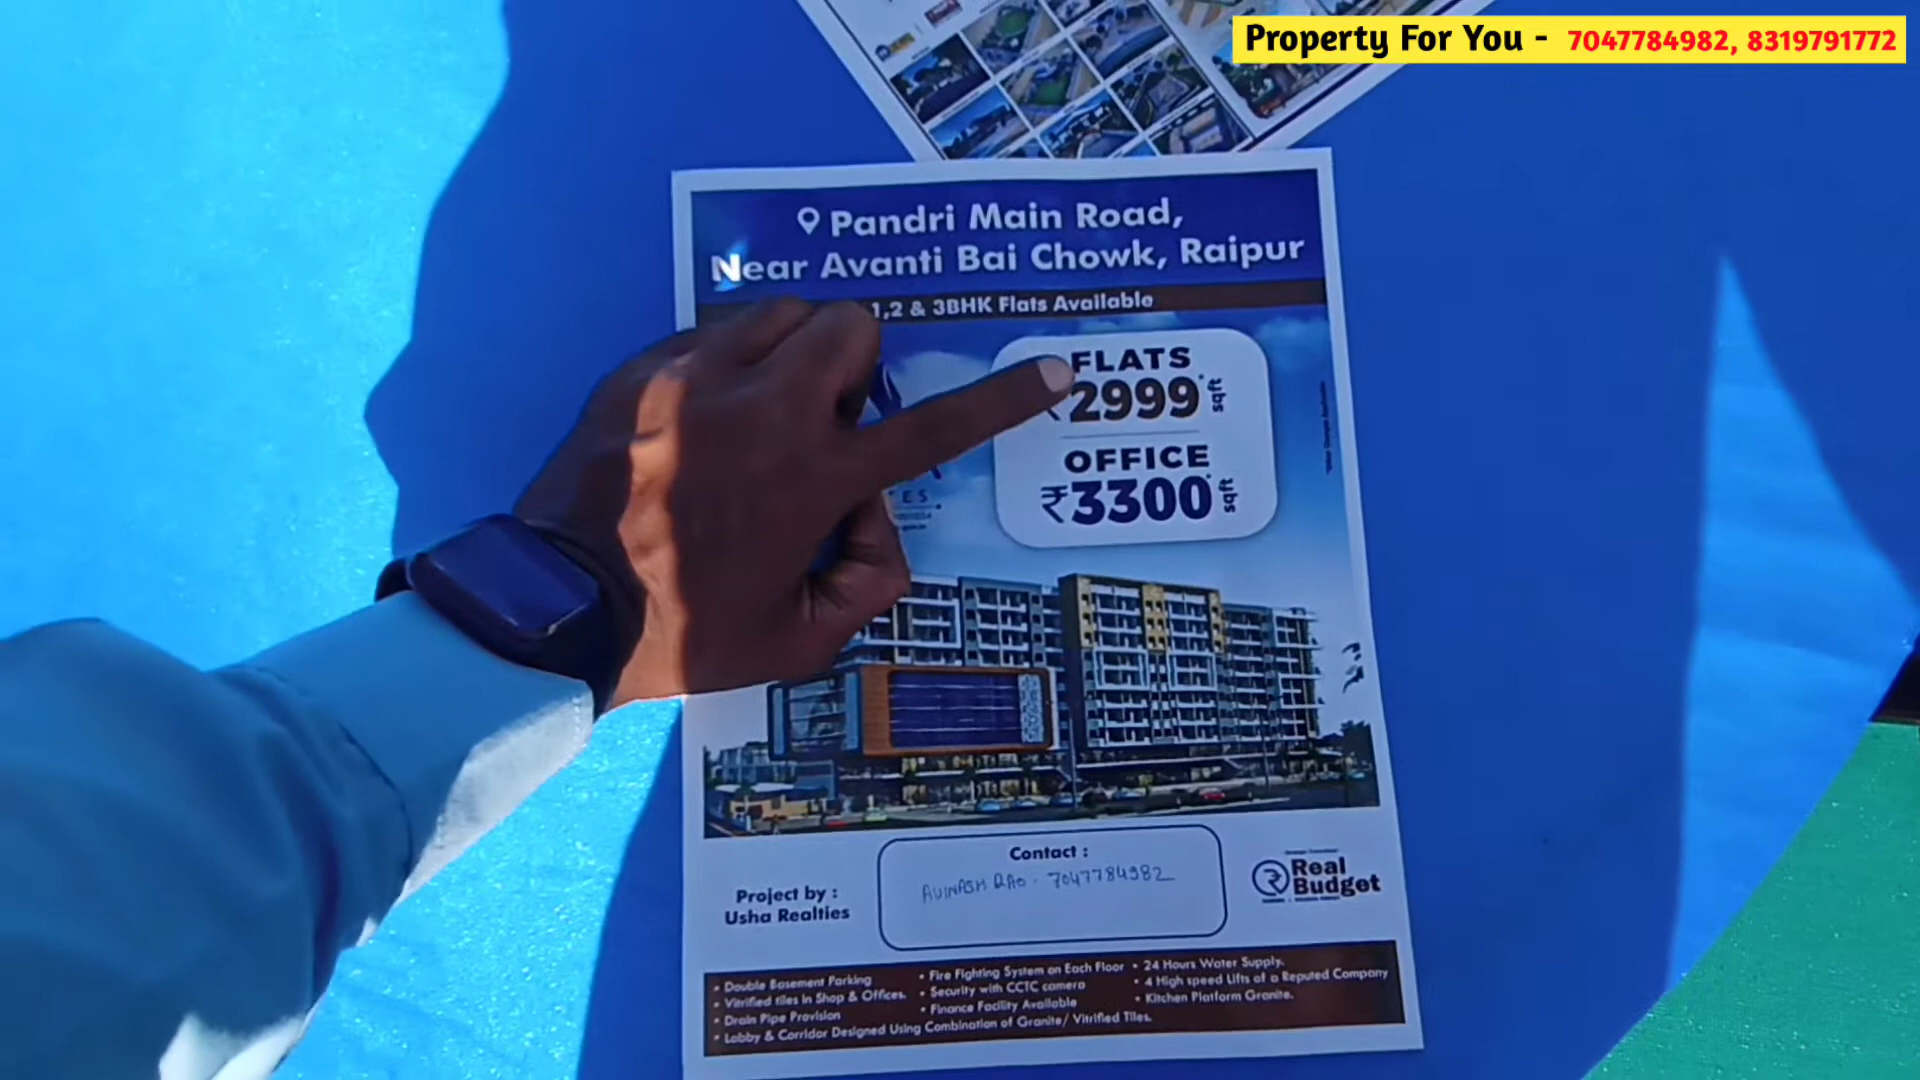 Property For You - 7047784982, 8319791772
Pandri Main Road,
Near Avanti Bai Chowk, Raipur
1,2 & 3BHK Flats Available
FLATS
₹2999* sqft
OFFICE
₹3300* sqft
Contact :
AVINASH RAO - 7047784982
Project by :
Usha Realties
Real
Budget
• Double Basement Parking
• Vitrified tiles in Shop & Offices.
• Drain Pipe Provision
• Lobby & Corridor Designed Using Combination of Granite/ Vitrified Tiles.
• Fire Fighting System on Each Floor
• Security with CCTC camera
• Finance Facility Available
• 24 Hours Water Supply.
• 4 High speed Lifts of a Reputed Company
• Kitchen Platform Granite.